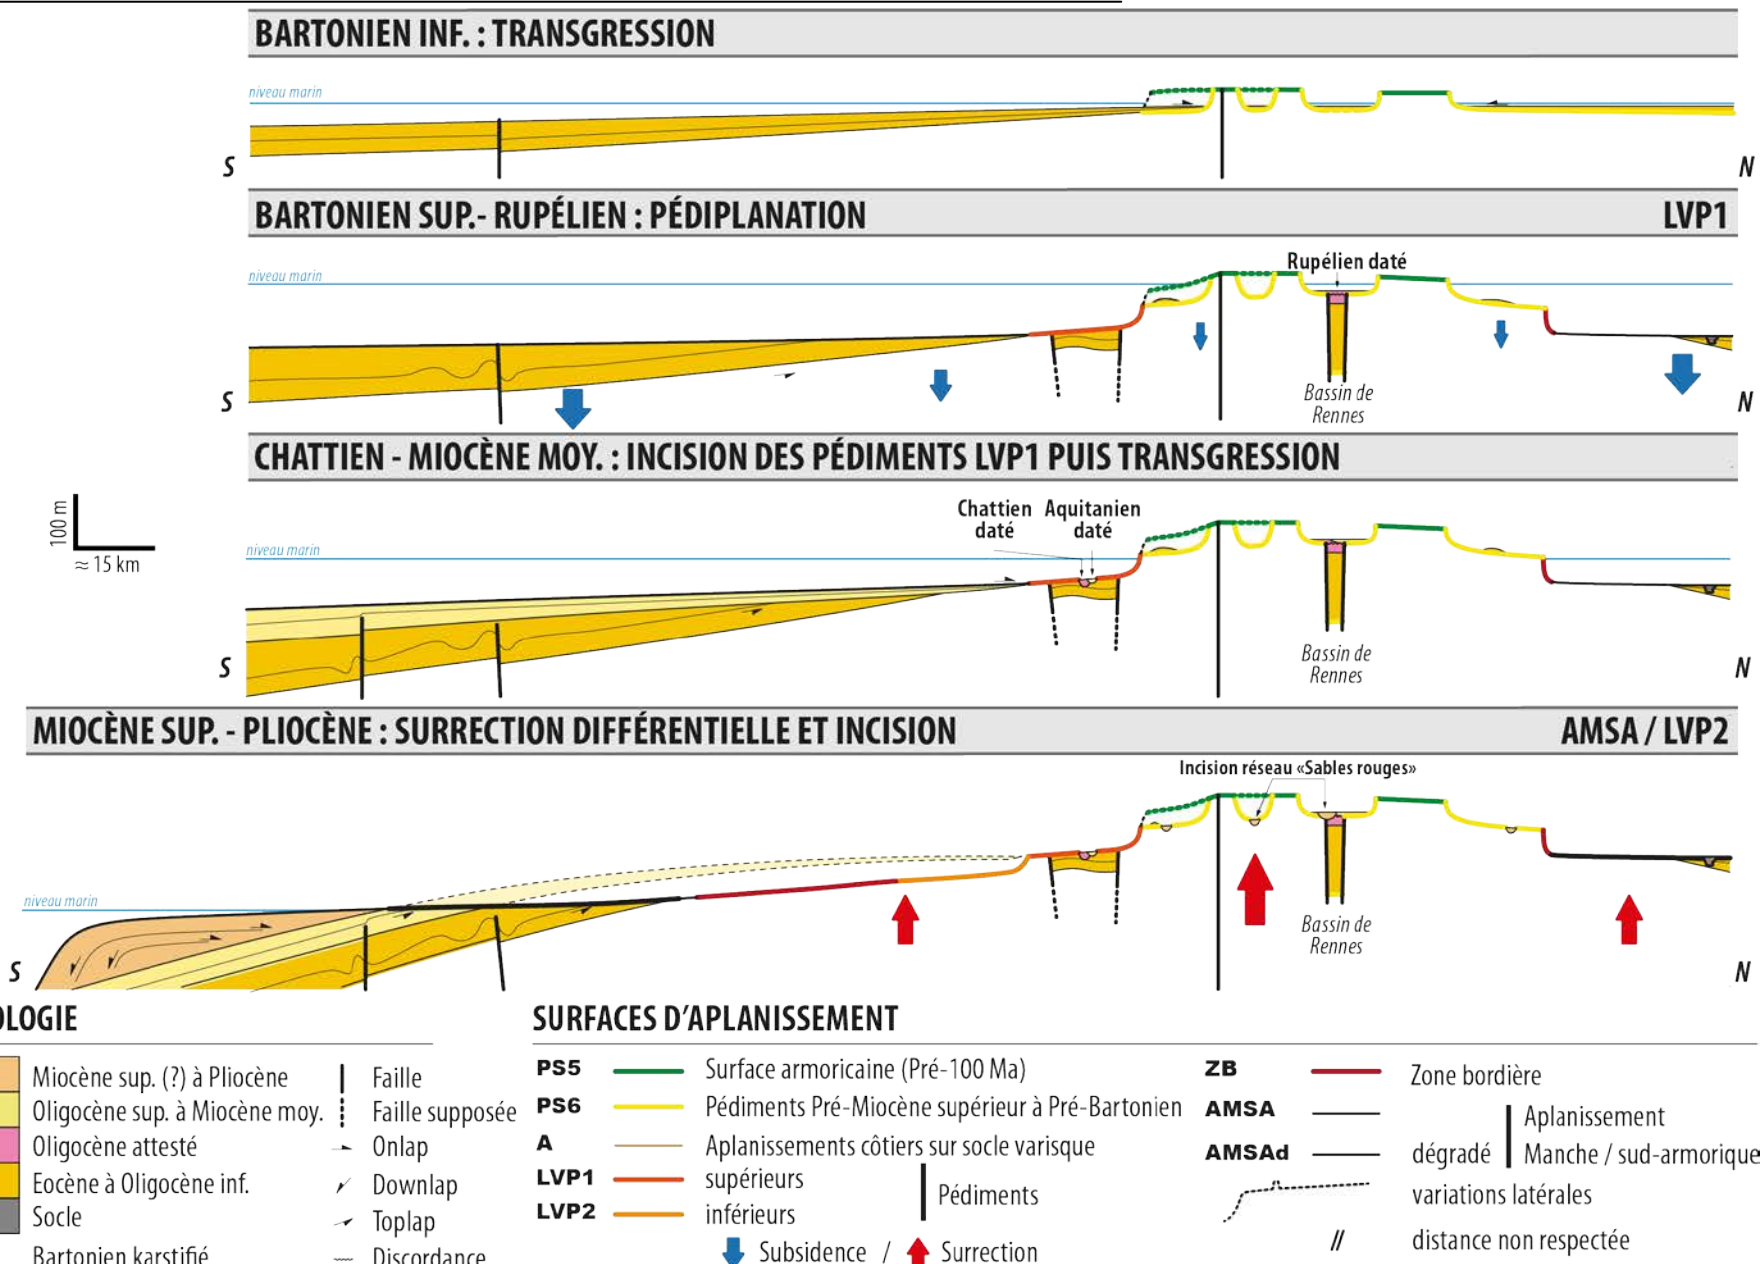 BARTONIEN INF. : TRANSGRESSION
niveau marin
S
N
BARTONIEN SUP.- RUPÉLIEN : PÉDIPLANATION LVP1
niveau marin
Rupélien daté
Bassin de
Rennes
S
N
CHATTIEN - MIOCÈNE MOY. : INCISION DES PÉDIMENTS LVP1 PUIS TRANSGRESSION
100 m
≈ 15 km
niveau marin
Chattien
daté
Aquitanien
daté
Bassin de
Rennes
S
N
MIOCÈNE SUP. - PLIOCÈNE : SURRECTION DIFFÉRENTIELLE ET INCISION AMSA / LVP2
Incision réseau «Sables rouges»
niveau marin
Bassin de
Rennes
S
N
OLOGIE
Miocène sup. (?) à Pliocène
Oligocène sup. à Miocène moy.
Oligocène attesté
Eocène à Oligocène inf.
Socle
Bartonien karstifié
Faille
Faille supposée
Onlap
Downlap
Toplap
Discordance
SURFACES D'APLANISSEMENT
PS5 Surface armoricaine (Pré-100 Ma)
PS6 Pédiments Pré-Miocène supérieur à Pré-Bartonien
A Aplanissements côtiers sur socle varisque
LVP1 supérieurs
LVP2 inférieurs
Pédiments
Subsidence / Surrection
ZB Zone bordière
AMSA
AMSAd dégradé
Aplanissement
Manche / sud-armorique
variations latérales
// distance non respectée